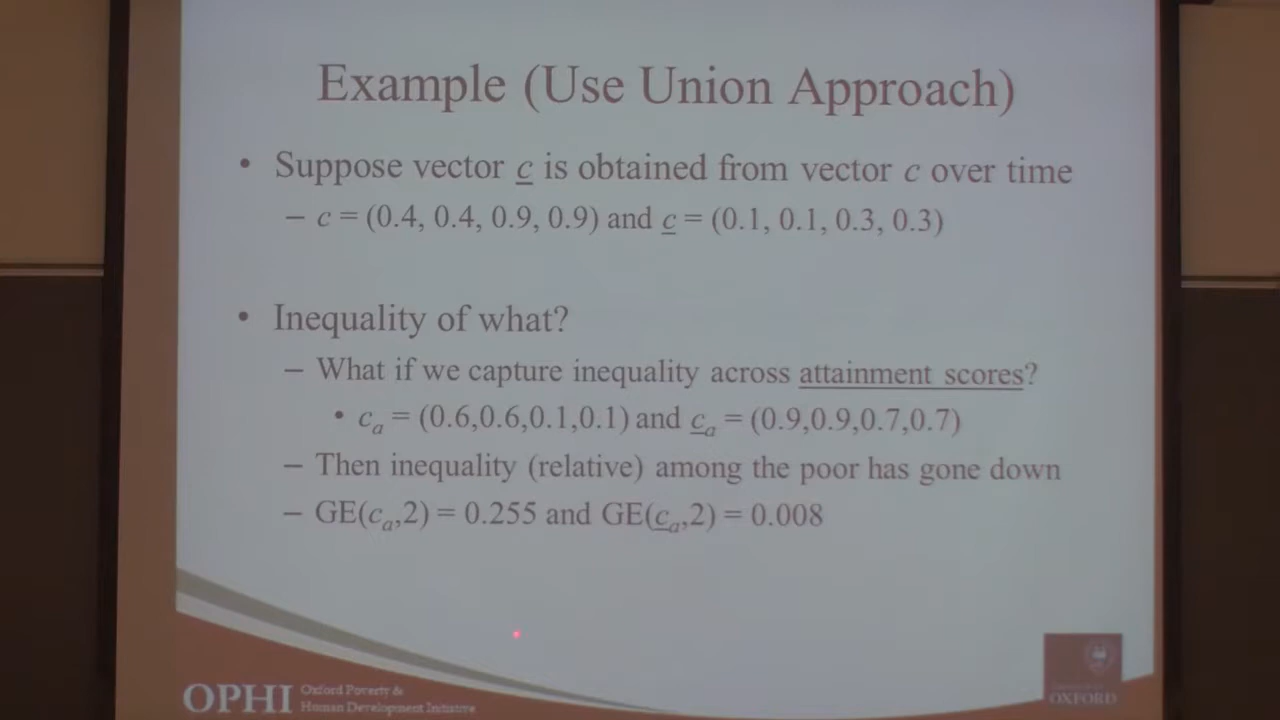 Example (Use Union Approach)
• Suppose vector c is obtained from vector c over time
– c = (0.4, 0.4, 0.9, 0.9) and c = (0.1, 0.1, 0.3, 0.3)
• Inequality of what?
– What if we capture inequality across attainment scores?
• cₐ = (0.6,0.6,0.1,0.1) and cₐ = (0.9,0.9,0.7,0.7)
– Then inequality (relative) among the poor has gone down
– GE(cₐ,2) = 0.255 and GE(cₐ,2) = 0.008
OPHI
Oxford Poverty &
Human Development Initiative
OXFORD